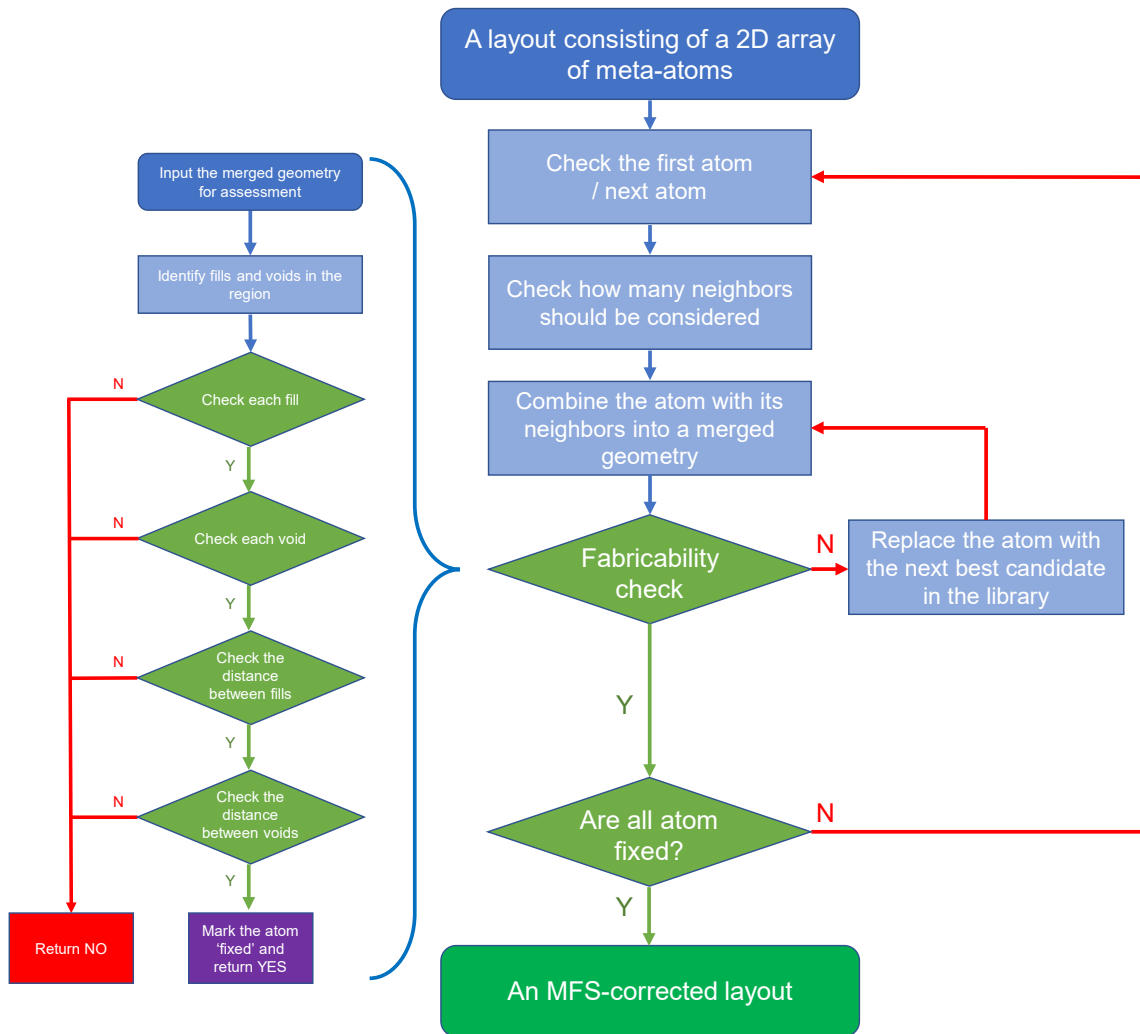 A layout consisting of a 2D array
of meta-atoms
Check the first atom
/ next atom
Check how many neighbors
should be considered
Combine the atom with its
neighbors into a merged
geometry
Fabricability
check
N
Replace the atom with
the next best candidate
in the library
Y
Are all atom
fixed?
N
Y
An MFS-corrected layout
Input the merged geometry
for assessment
Identify fills and voids in the
region
Check each fill
N
Y
Check each void
N
Y
Check the
distance
between fills
N
Y
Check the
distance
between voids
N
Y
Return NO
Mark the atom
‘fixed’ and
return YES